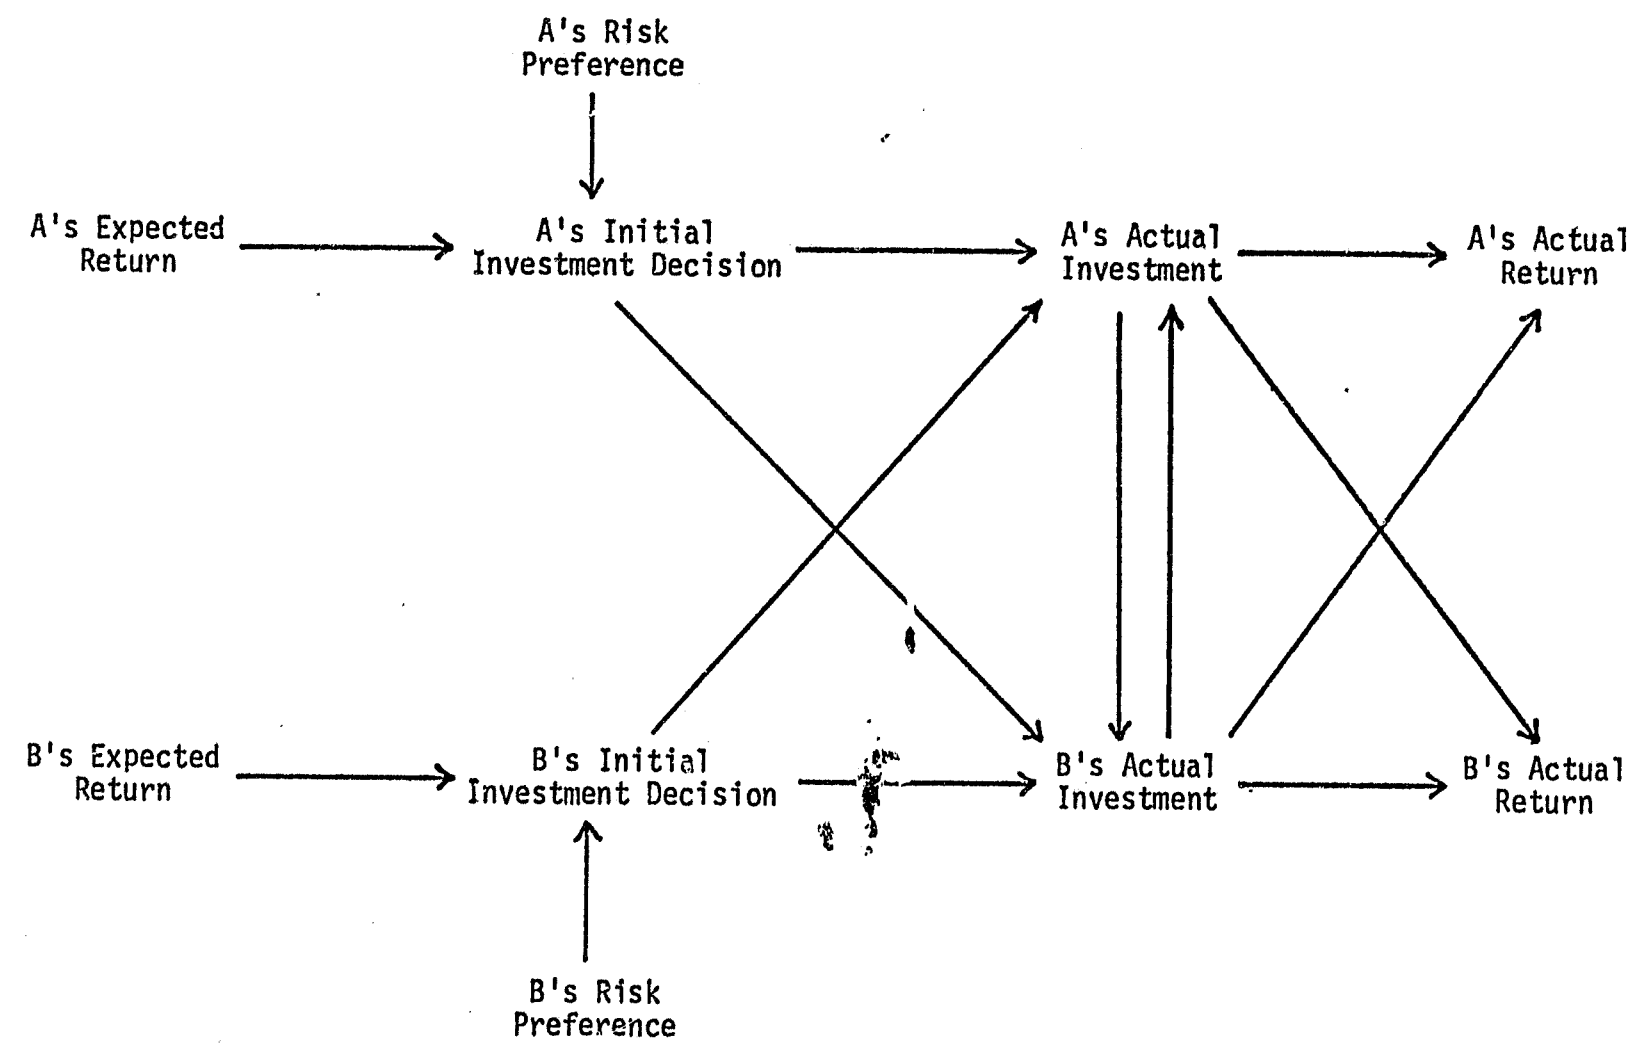 A's Risk
Preference
A's Expected
Return
A's Initial
Investment Decision
A's Actual
Investment
A's Actual
Return
B's Expected
Return
B's Initial
Investment Decision
B's Actual
Investment
B's Actual
Return
B's Risk
Preference